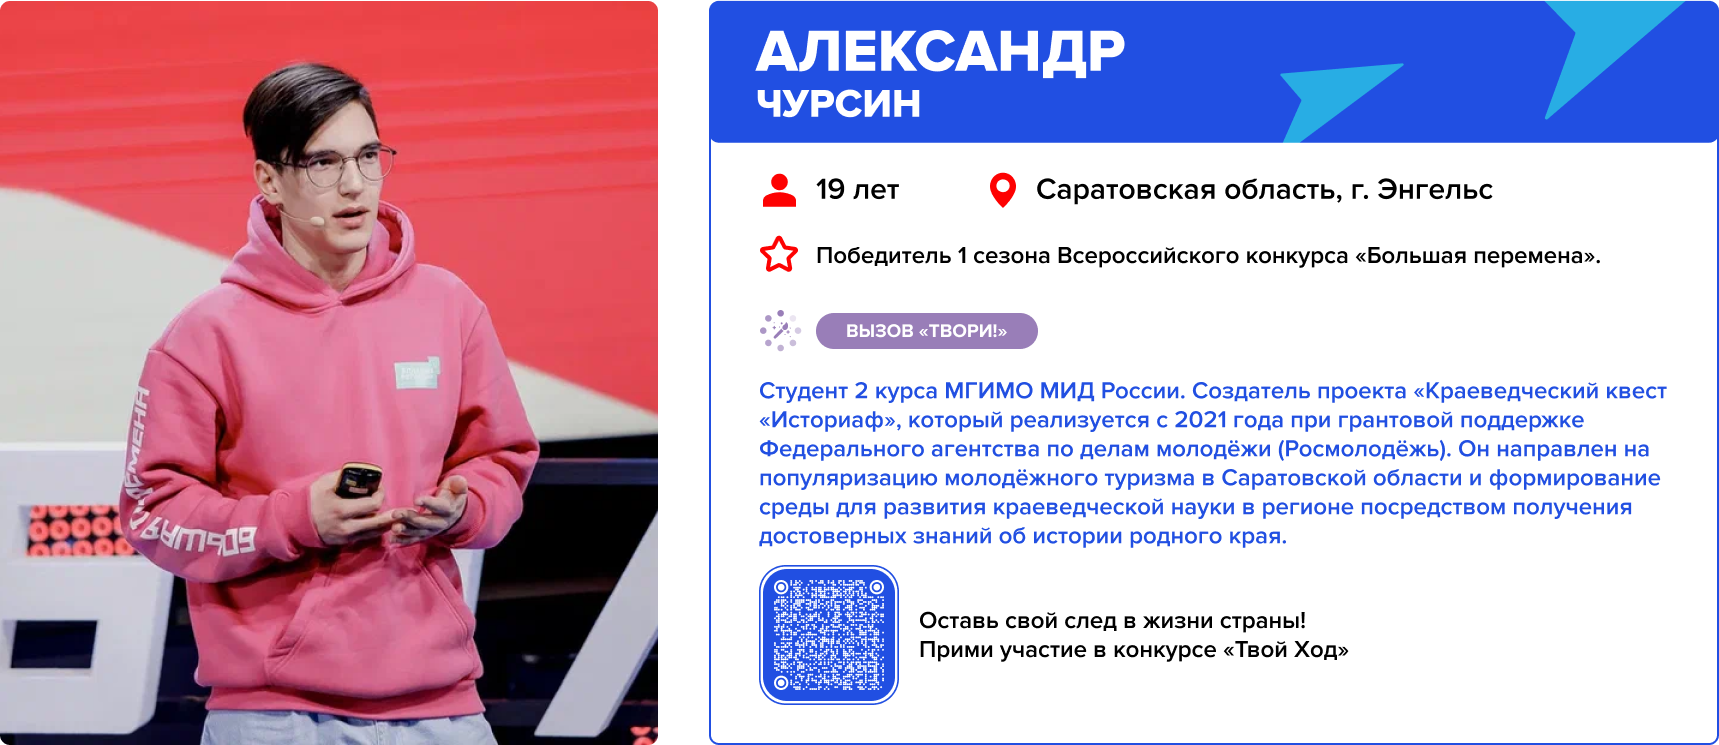 АЛЕКСАНДР
ЧУРСИН
19 лет
Саратовская область, г. Энгельс
Победитель 1 сезона Всероссийского конкурса «Большая перемена».
ВЫЗОВ «ТВОРИ!»
Студент 2 курса МГИМО МИД России. Создатель проекта «Краеведческий квест
«Историаф», который реализуется с 2021 года при грантовой поддержке
Федерального агентства по делам молодёжи (Росмолодёжь). Он направлен на
популяризацию молодёжного туризма в Саратовской области и формирование
среды для развития краеведческой науки в регионе посредством получения
достоверных знаний об истории родного края.
Оставь свой след в жизни страны!
Прими участие в конкурсе «Твой Ход»